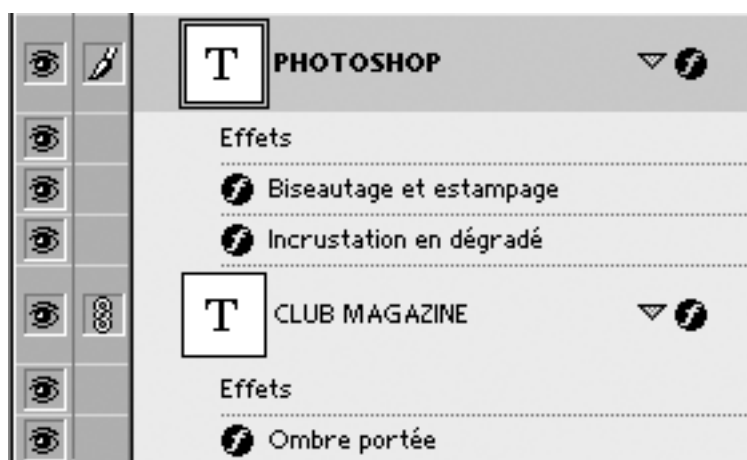 T PHOTOSHOP
Effets
Biseautage et estampage
Incrustation en dégradé
T CLUB MAGAZINE
Effets
Ombre portée